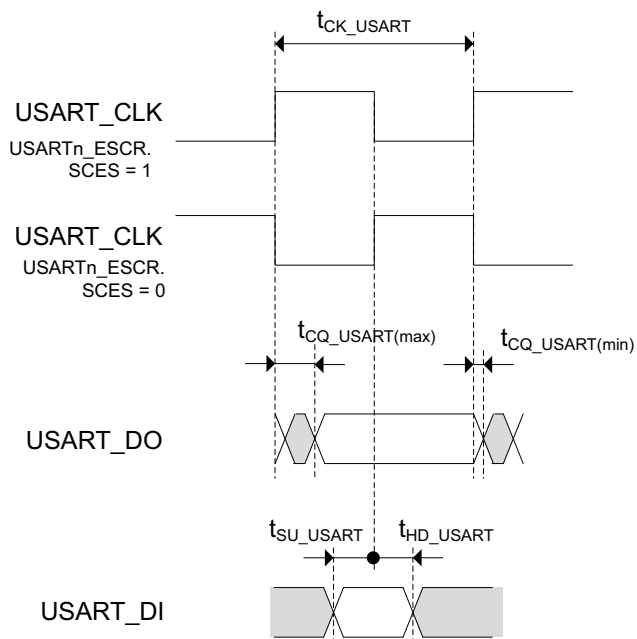 tCK_USART
USART_CLK
USARTn_ESCR.
SCES = 1
USART_CLK
USARTn_ESCR.
SCES = 0
tCQ_USART(max)
tCQ_USART(min)
USART_DO
tSU_USART
tHD_USART
USART_DI